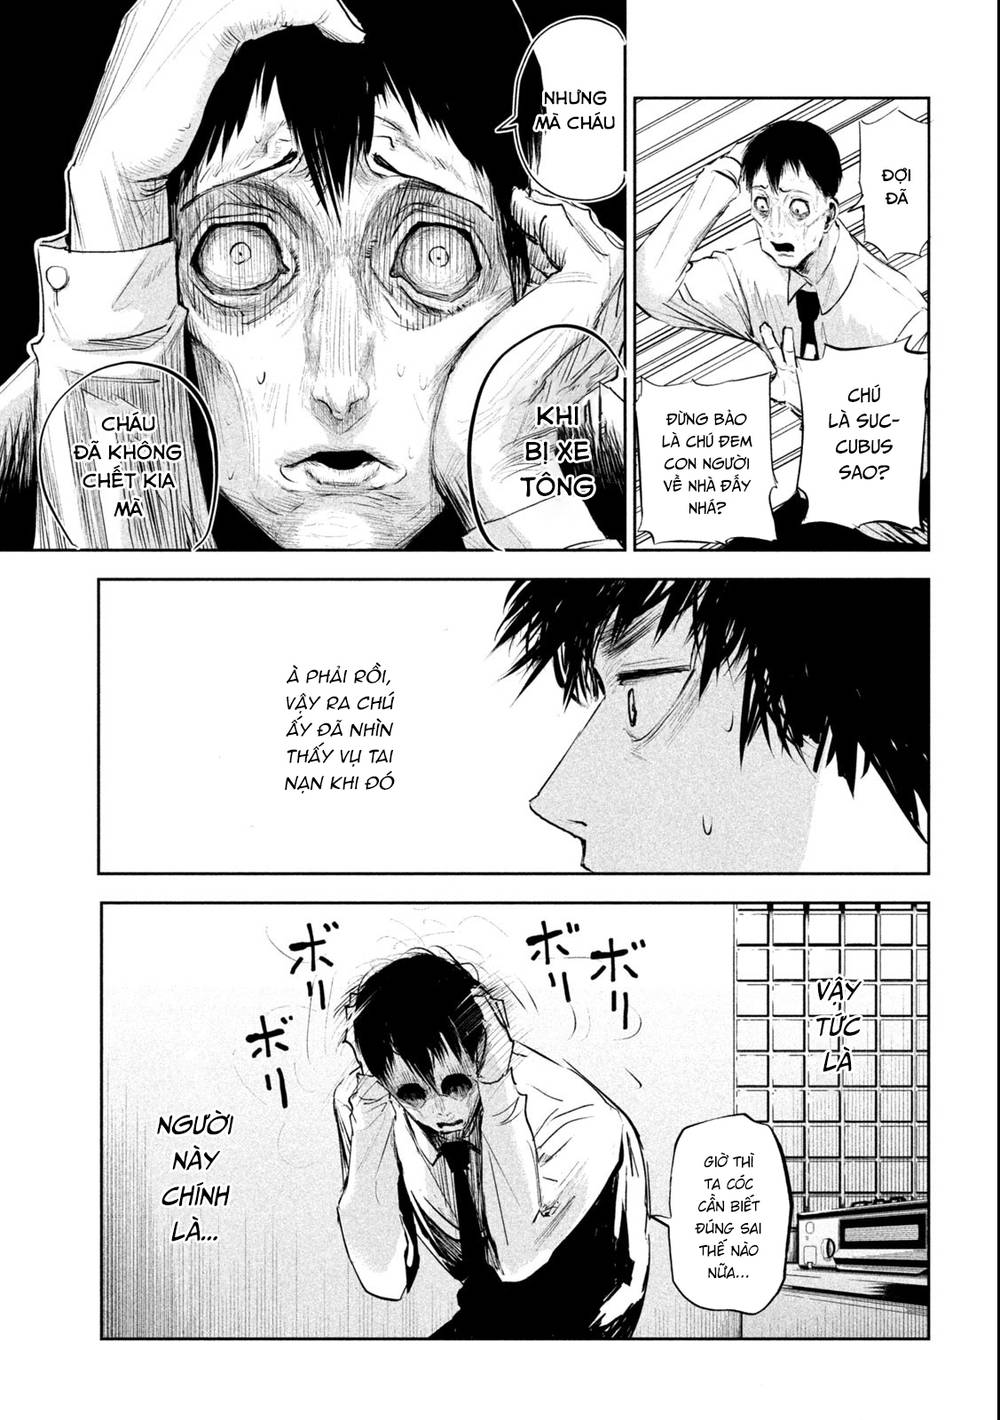 ĐỢI
ĐÃ
CHÚ
LÀ SUC-
CUBUS
SAO?
ĐỪNG BẢO
LÀ CHÚ ĐEM
CON NGƯỜI
VỀ NHÀ ĐẤY
NHÁ?
NHƯNG
MÀ CHÁU
KHI
BỊ XE
TÔNG
CHÁU
ĐÃ KHÔNG
CHẾT KIA
MÀ
À PHẢI RỒI,
VẬY RA CHÚ
ẤY ĐÃ NHÌN
THẤY VỤ TAI
NẠN KHI ĐÓ
VẬY
TỨC
LÀ
GIỜ THÌ
TA CÓC
CẦN BIẾT
ĐÚNG SAI
THẾ NÀO
NỮA...
ボリ
ボリ
ボリ
ボリ
NGƯỜI
NÀY
CHÍNH
LÀ...